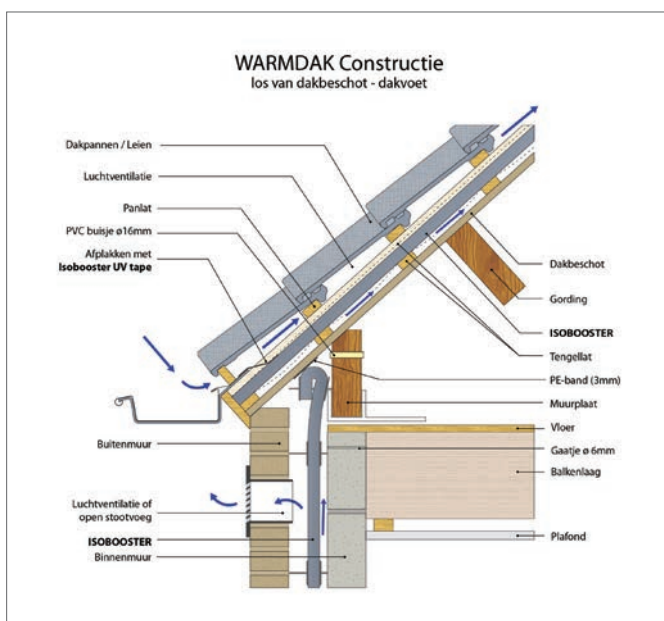 WARMDAK Constructie
los van dakbeschot - dakvoet
Dakpannen / Leien
Luchtventilatie
Panlat
PVC buisje ø16mm
Afplakken met
Isobooster UV tape
Dakbeschot
Gording
ISOBOOSTER
Tengellat
PE-band (3mm)
Muurplaat
Vloer
Gaatje ø 6mm
Balkenlaag
Plafond
Buitenmuur
Luchtventilatie of
open stootvoeg
ISOBOOSTER
Binnenmuur